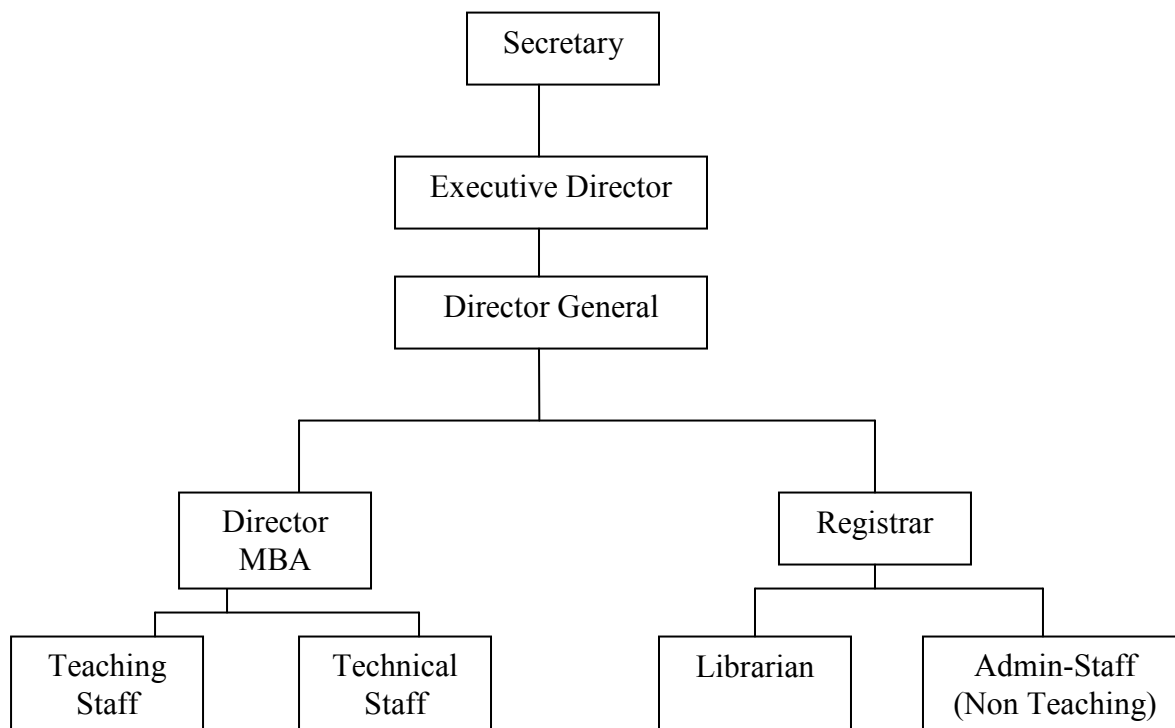 Secretary
Executive Director
Director General
Director
MBA
Registrar
Teaching
Staff
Technical
Staff
Librarian
Admin-Staff
(Non Teaching)